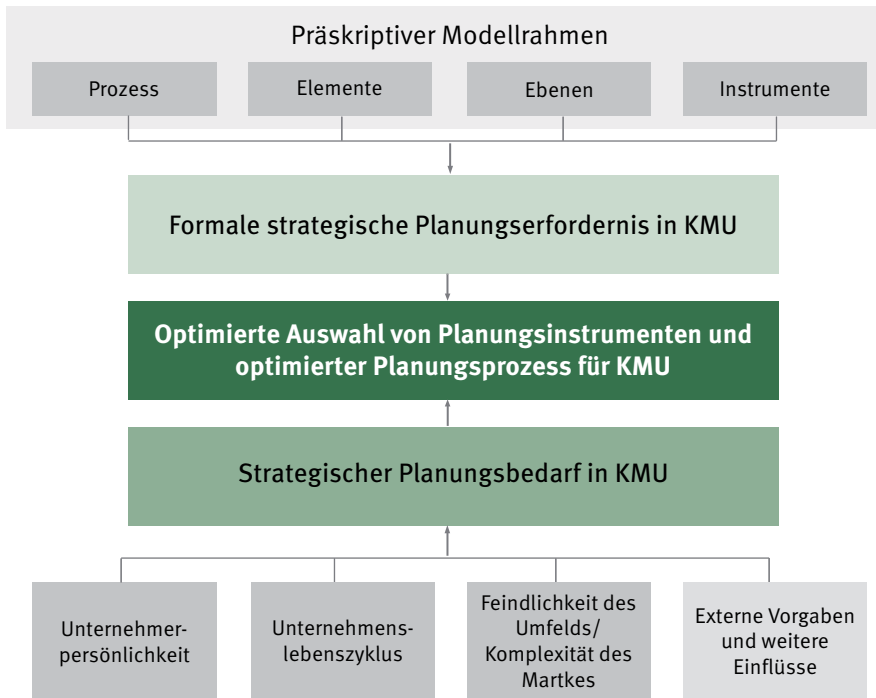 Präskriptiver Modellrahmen
Prozess
Elemente
Ebenen
Instrumente
Formale strategische Planungserfordernis in KMU
Optimierte Auswahl von Planungsinstrumenten und
optimierter Planungsprozess für KMU
Strategischer Planungsbedarf in KMU
Unternehmer-
persönlichkeit
Unternehmens-
lebenszyklus
Feindlichkeit des
Umfelds/
Komplexität des
Martkes
Externe Vorgaben
und weitere
Einflüsse